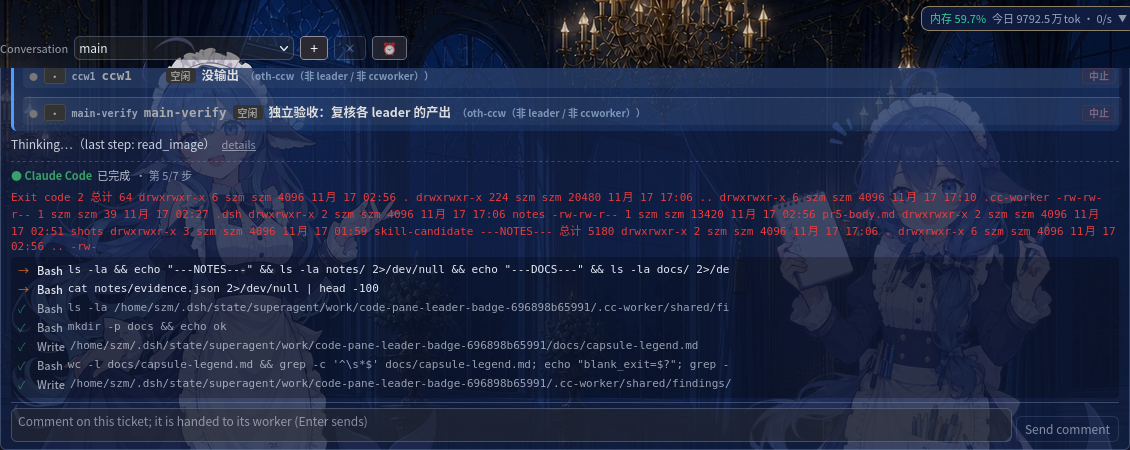 内存 59.7% 今日 9792.5万tok · 0/s ▼
Conversation main + × ⏰
· ccw1 ccw1 空闲 没输出 （oth-ccw（非 leader / 非 ccworker）） 中止
· main-verify main-verify 空闲 独立验收：复核各 leader 的产出 （oth-ccw（非 leader / 非 ccworker）） 中止
Thinking…（last step: read_image） details
Claude Code 已完成 · 第 5/7 步
Exit code 2 总计 64 drwxrwxr-x 6 szm szm 4096 11月 17 02:56 . drwxrwxr-x 224 szm szm 20480 11月 17 17:06 .. drwxrwxr-x 6 szm szm 4096 11月 17 17:10 .cc-worker -rw-rw-
r-- 1 szm szm 39 11月 17 02:27 .dsh drwxrwxr-x 2 szm szm 4096 11月 17 17:06 notes -rw-rw-r-- 1 szm szm 13420 11月 17 02:56 pr5-body.md drwxrwxr-x 2 szm szm 4096 11月
17 02:51 shots drwxrwxr-x 3 szm szm 4096 11月 17 01:59 skill-candidate ---NOTES--- 总计 5180 drwxrwxr-x 2 szm szm 4096 11月 17 17:06 . drwxrwxr-x 6 szm szm 4096 11月 17
02:56 .. -rw-
→ Bash ls -la && echo "---NOTES---" && ls -la notes/ 2>/dev/null && echo "---DOCS---" && ls -la docs/ 2>/de
→ Bash cat notes/evidence.json 2>/dev/null | head -100
✓ Bash ls -la /home/szm/.dsh/state/superagent/work/code-pane-leader-badge-696898b65991/.cc-worker/shared/fi
✓ Bash mkdir -p docs && echo ok
✓ Write /home/szm/.dsh/state/superagent/work/code-pane-leader-badge-696898b65991/docs/capsule-legend.md
✓ Bash wc -l docs/capsule-legend.md && grep -c '^\s*$' docs/capsule-legend.md; echo "blank_exit=$?"; grep -
✓ Write /home/szm/.dsh/state/superagent/work/code-pane-leader-badge-696898b65991/.cc-worker/shared/findings/
Comment on this ticket; it is handed to its worker (Enter sends)
Send comment